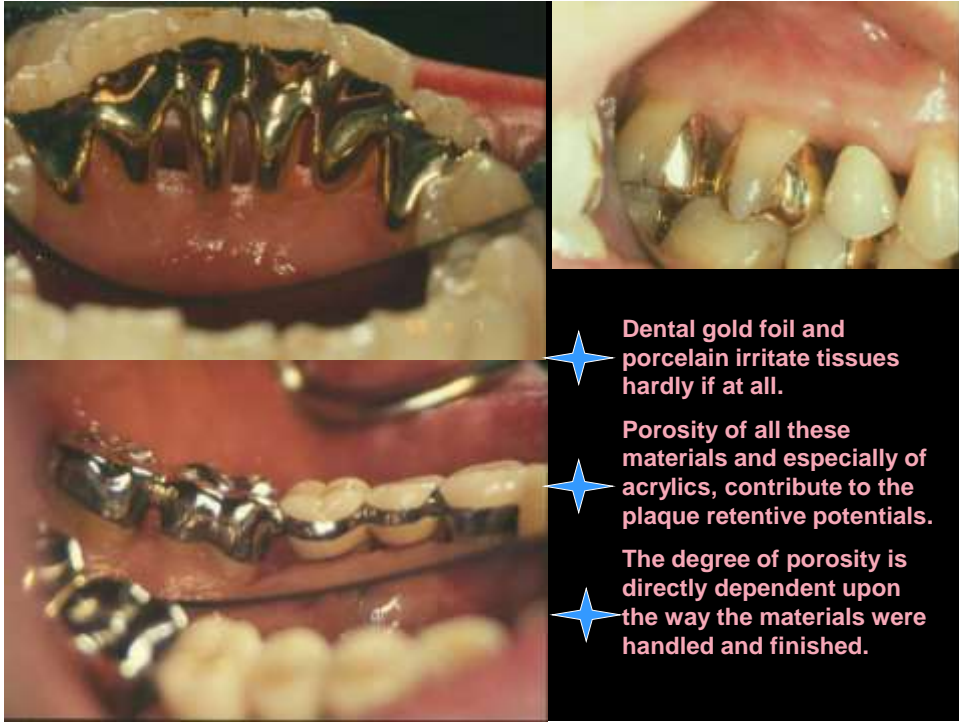 Dental gold foil and
porcelain irritate tissues
hardly if at all.
Porosity of all these
materials and especially of
acrylics, contribute to the
plaque retentive potentials.
The degree of porosity is
directly dependent upon
the way the materials were
handled and finished.